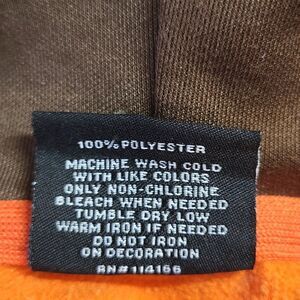 100% POLYESTER
MACHINE WASH COLD
WITH LIKE COLORS
ONLY NON-CHLORINE
BLEACH WHEN NEEDED
TUMBLE DRY LOW
WARM IRON IF NEEDED
DO NOT IRON
ON DECORATION
RN# 114166